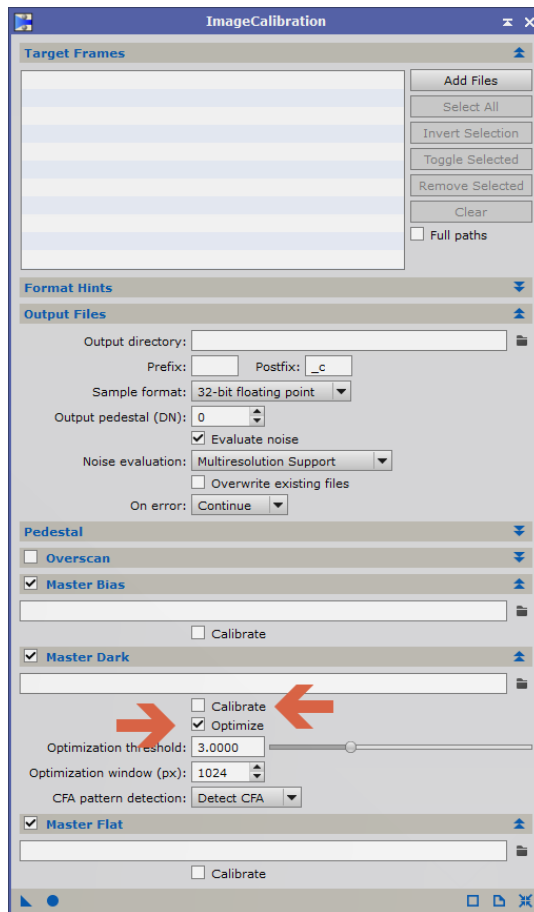 ImageCalibration
Target Frames
Add Files
Select All
Invert Selection
Toggle Selected
Remove Selected
Clear
Full paths
Format Hints
Output Files
Output directory:
Prefix: Postfix: _c
Sample format: 32-bit floating point
Output pedestal (DN): 0
Evaluate noise
Noise evaluation: Multiresolution Support
Overwrite existing files
On error: Continue
Pedestal
Overscan
Master Bias
Calibrate
Master Dark
Calibrate
Optimize
Optimization threshold: 3.0000
Optimization window (px): 1024
CFA pattern detection: Detect CFA
Master Flat
Calibrate